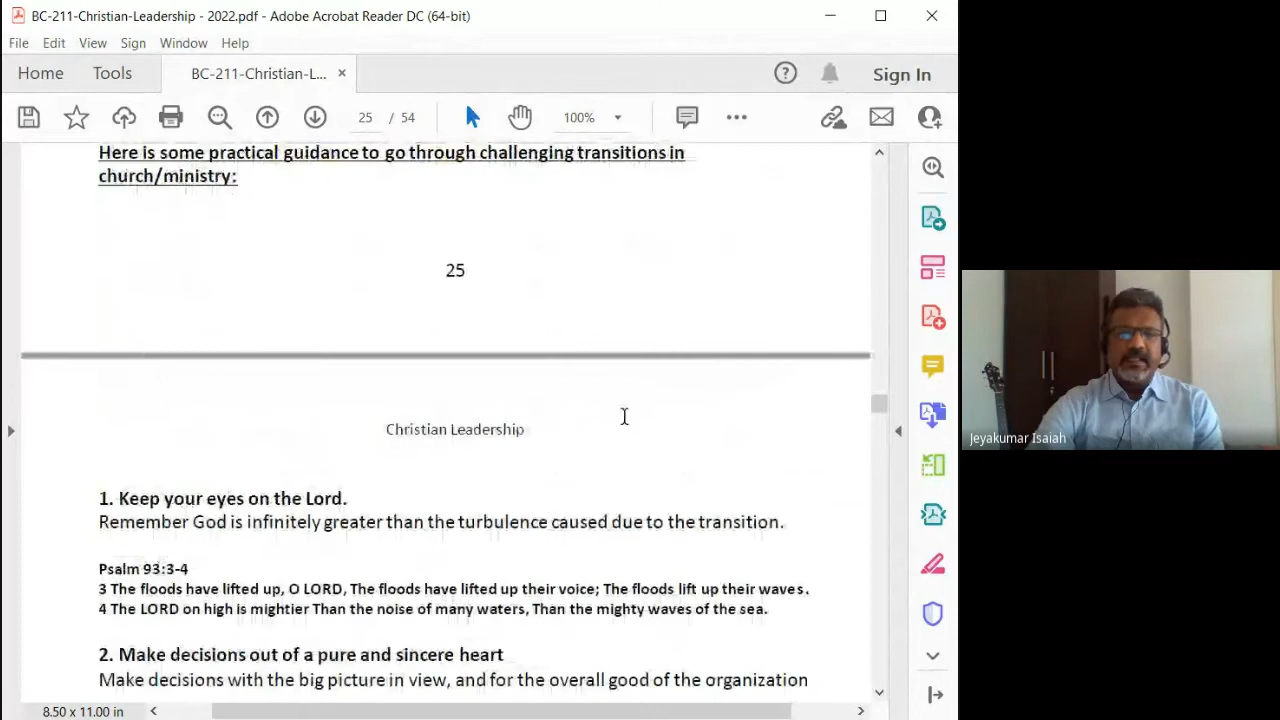 BC-211-Christian-Leadership - 2022.pdf - Adobe Acrobat Reader DC (64-bit)
File Edit View Sign Window Help
Home Tools BC-211-Christian-L... Sign In
25 / 54 100%
Here is some practical guidance to go through challenging transitions in
church/ministry:
25
Christian Leadership
1. Keep your eyes on the Lord.
Remember God is infinitely greater than the turbulence caused due to the transition.
Psalm 93:3-4
3 The floods have lifted up, O LORD, The floods have lifted up their voice; The floods lift up their waves.
4 The LORD on high is mightier Than the noise of many waters, Than the mighty waves of the sea.
2. Make decisions out of a pure and sincere heart
Make decisions with the big picture in view, and for the overall good of the organization
8.50 x 11.00 in
Jeyakumar Isaiah